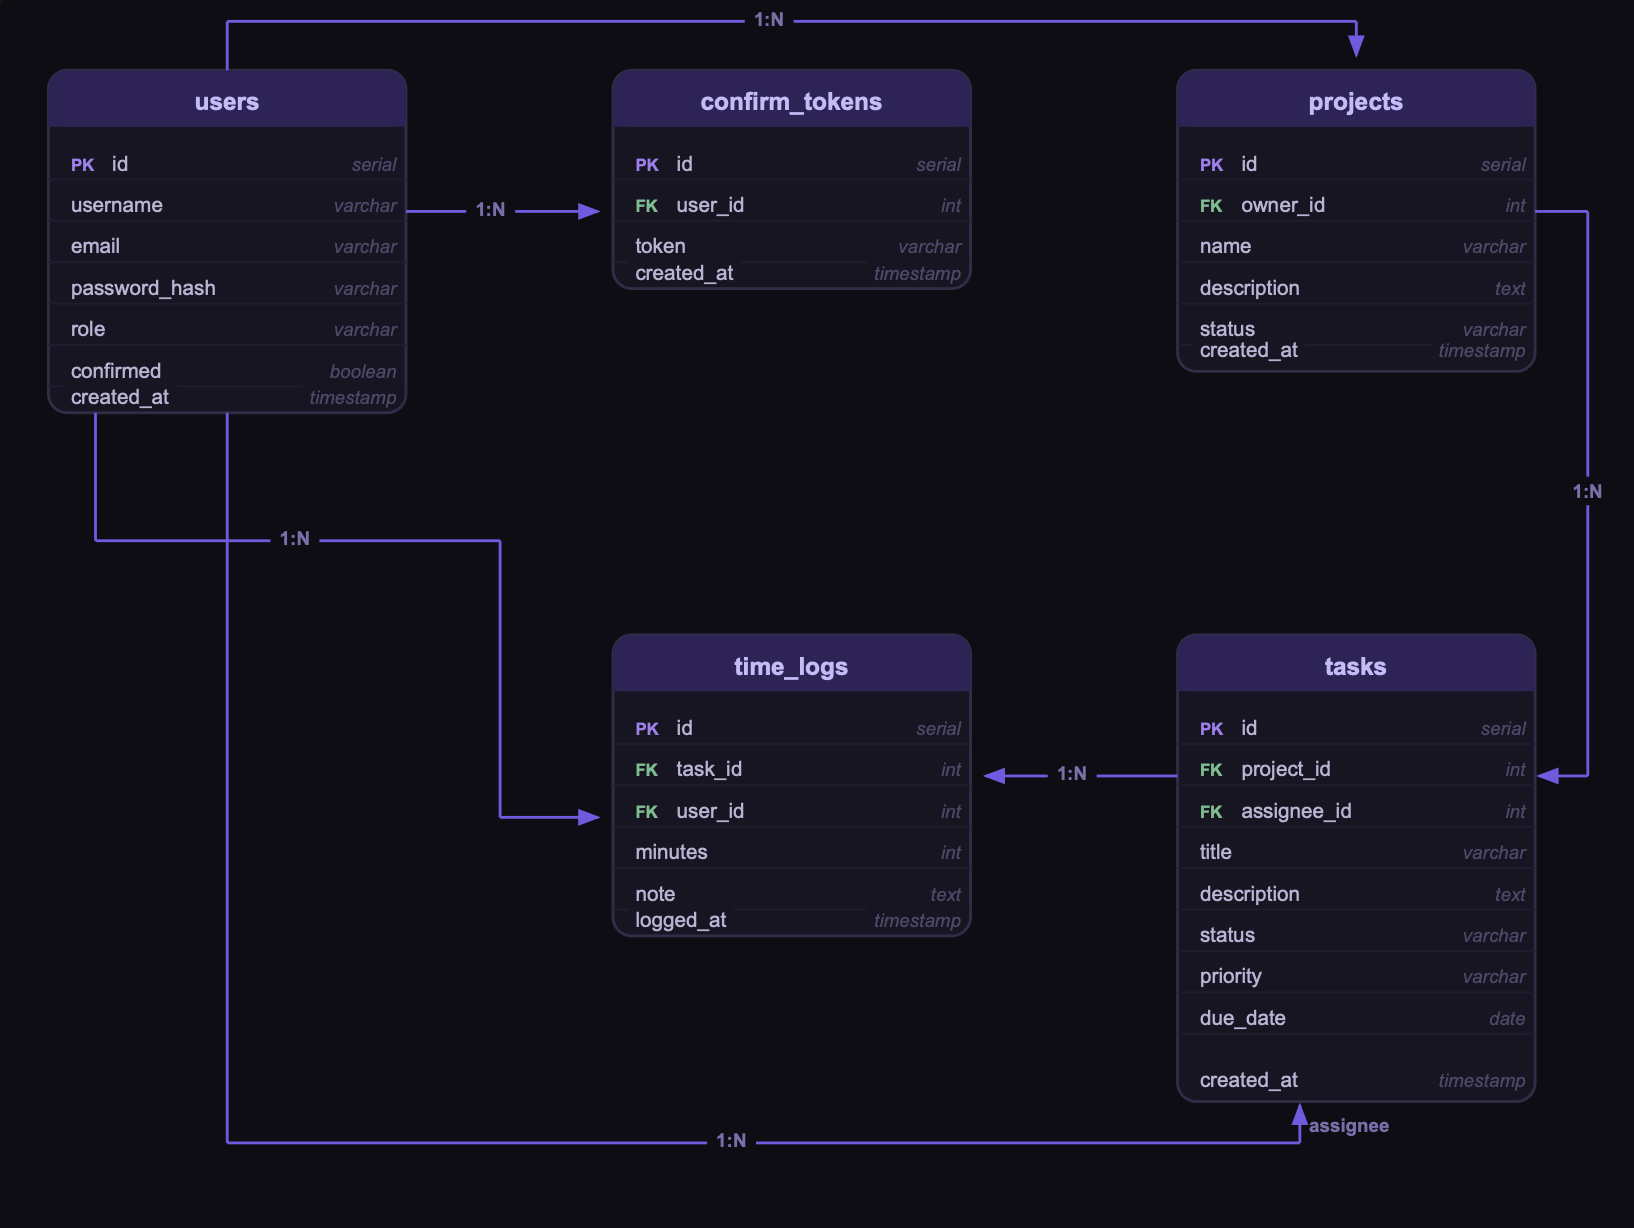 1:N
users
PK id serial
username varchar
email varchar
password_hash varchar
role varchar
confirmed boolean
created_at timestamp
1:N
confirm_tokens
PK id serial
FK user_id int
token varchar
created_at timestamp
projects
PK id serial
FK owner_id int
name varchar
description text
status varchar
created_at timestamp
1:N
1:N
time_logs
PK id serial
FK task_id int
FK user_id int
minutes int
note text
logged_at timestamp
1:N
tasks
PK id serial
FK project_id int
FK assignee_id int
title varchar
description text
status varchar
priority varchar
due_date date
created_at timestamp
assignee
1:N